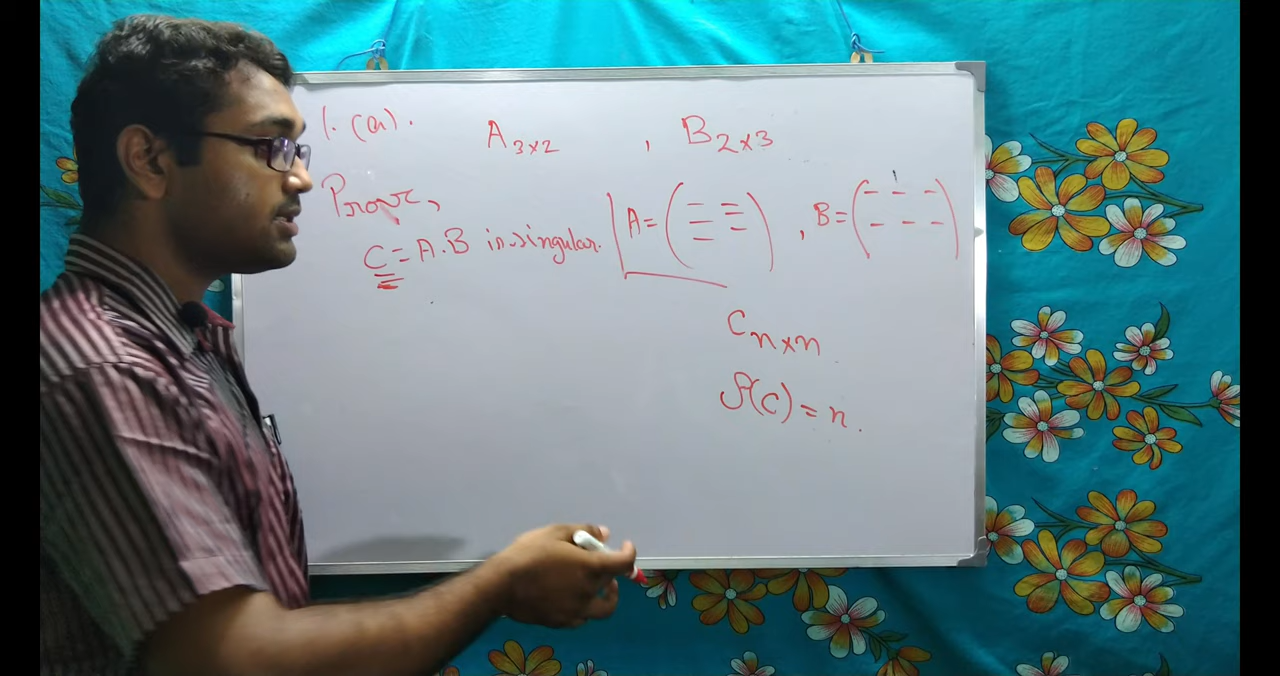 1. (a). A3×2 , B2×3
Prove,
C = A.B is singular.
A = ( ) , B = ( )
Cn×n
ρ(C) = n.